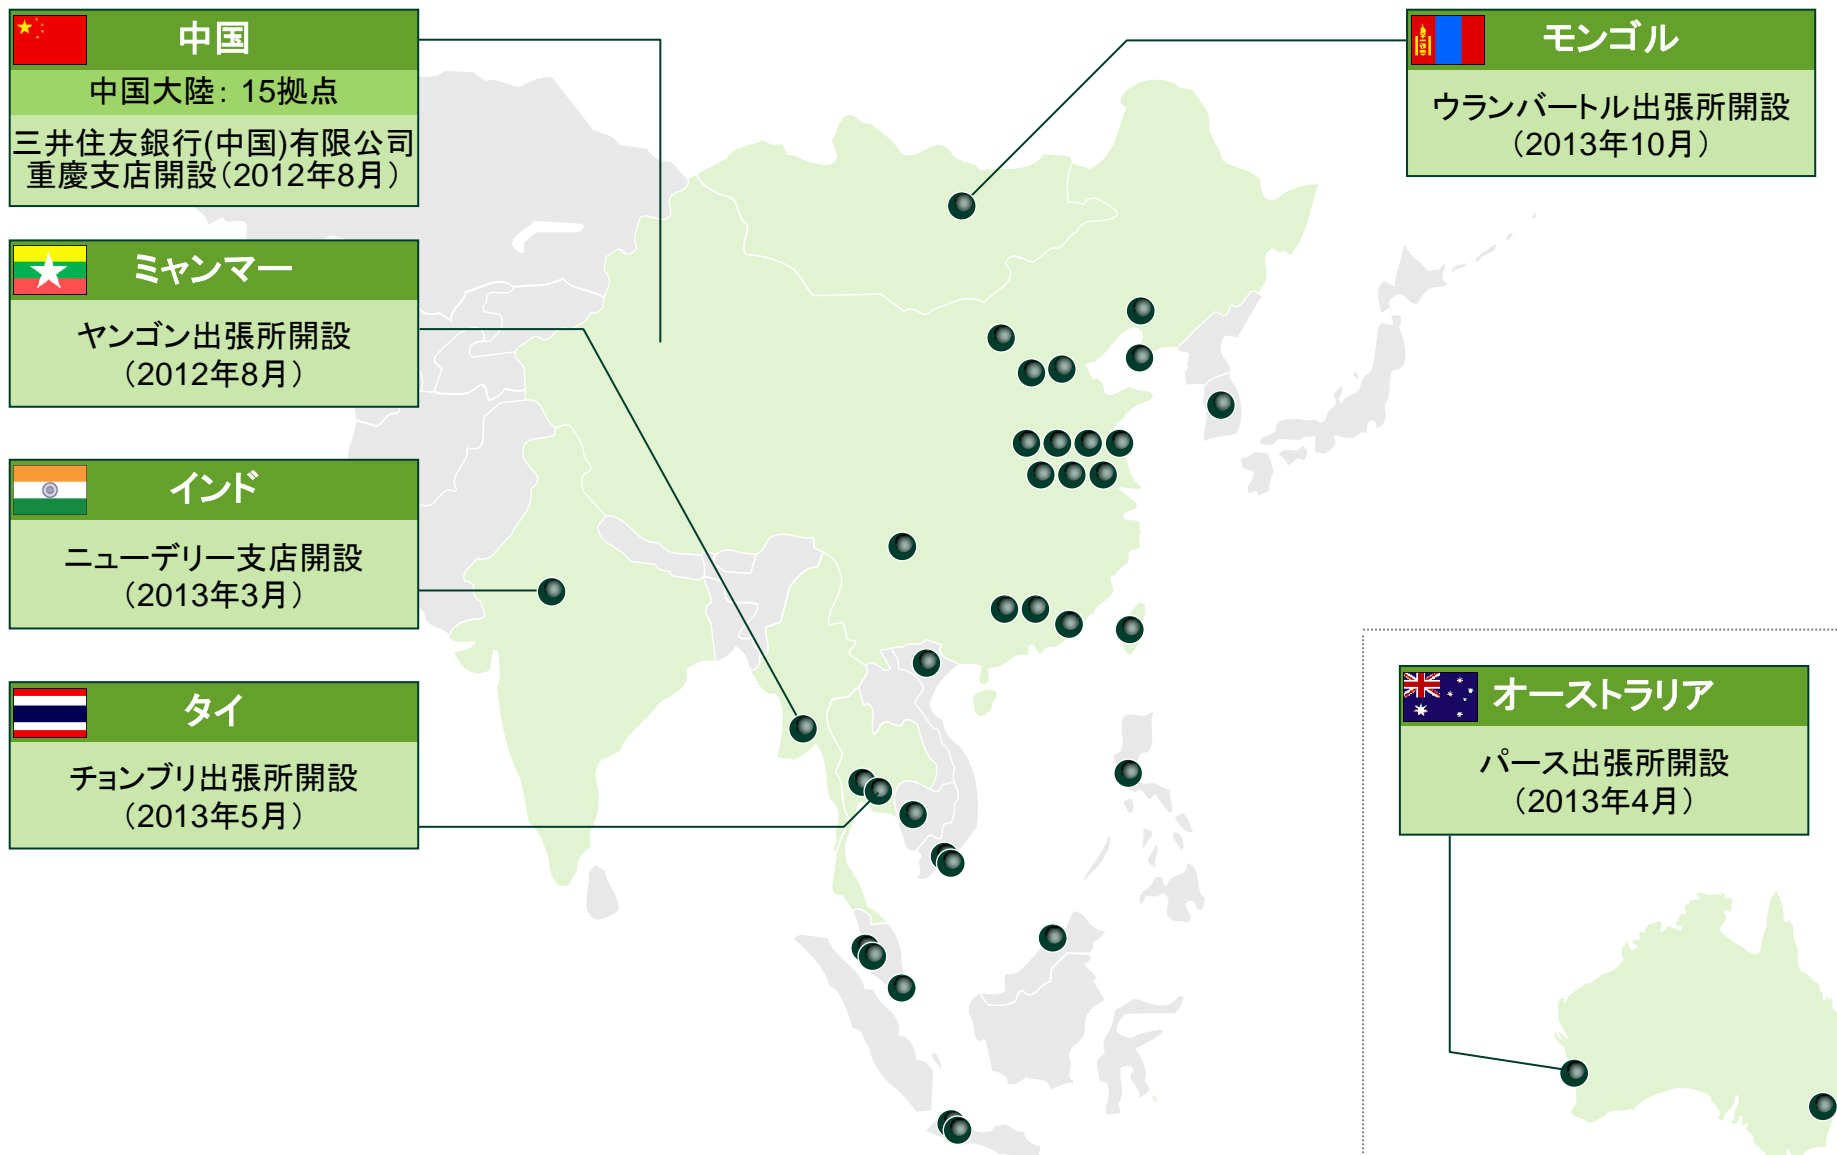 中国
中国大陸：15拠点
三井住友銀行(中国)有限公司
重慶支店開設（2012年8月）
ミャンマー
ヤンゴン出張所開設
（2012年8月）
インド
ニューデリー支店開設
（2013年3月）
タイ
チョンブリ出張所開設
（2013年5月）
モンゴル
ウランバートル出張所開設
（2013年10月）
オーストラリア
パース出張所開設
（2013年4月）